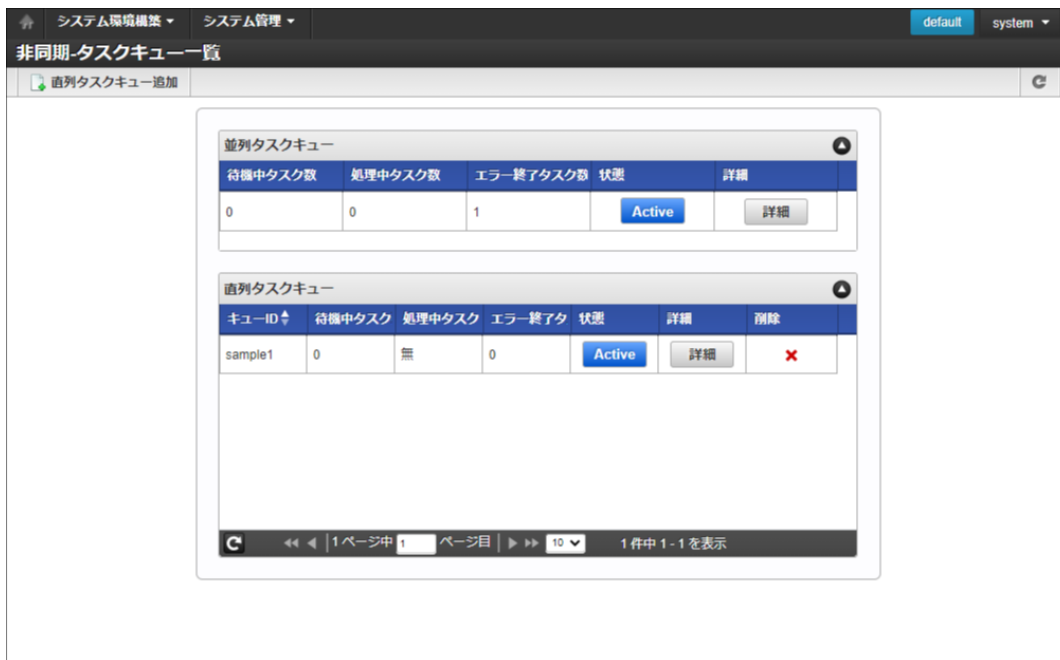 システム環境構築 ▼ システム管理 ▼ default system ▼
非同期-タスクキュー一覧
直列タスクキュー追加
並列タスクキュー
待機中タスク数 処理中タスク数 エラー終了タスク数 状態 詳細
0 0 1 Active 詳細
直列タスクキュー
キューID 待機中タスク 処理中タスク エラー終了タ 状態 詳細 削除
sample1 0 無 0 Active 詳細
1 ページ中 1 ページ目 10 1 件中 1 - 1 を表示